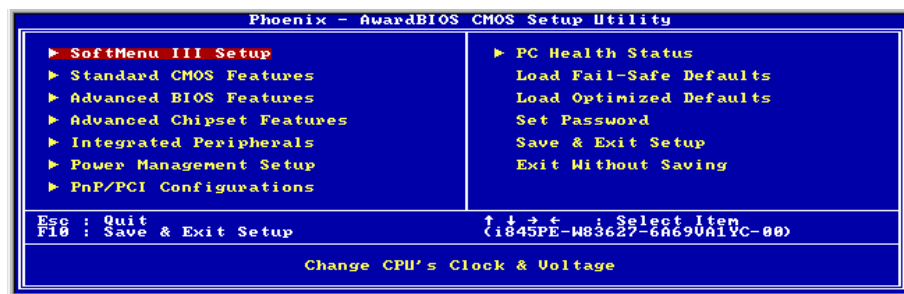 Phoenix - AwardBIOS CMOS Setup Utility
► SoftMenu III Setup
► Standard CMOS Features
► Advanced BIOS Features
► Advanced Chipset Features
► Integrated Peripherals
► Power Management Setup
► PnP/PCI Configurations
► PC Health Status
Load Fail-Safe Defaults
Load Optimized Defaults
Set Password
Save & Exit Setup
Exit Without Saving
Esc : Quit
F10 : Save & Exit Setup
↑ ↓ → ← : Select Item
(i845PE-W83627-6A69VA1YC-00)
Change CPU's Clock & Voltage